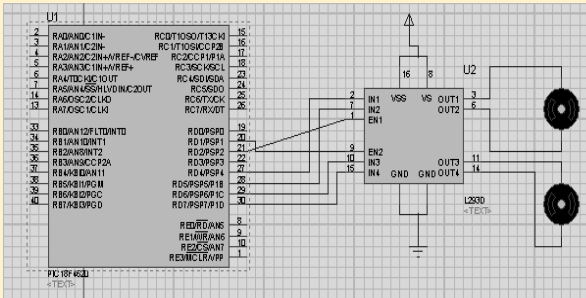 U1
2 RA0/AN0/C1IN- RC0/T1OSO/T13CKI 15
3 RA1/AN1/C2IN- RC1/T1OSI/CCP2B 16
4 RA2/AN2/C2IN+/VREF-/CVREF RC2/CCP1/P1A 17
5 RA3/AN3/C1IN+/VREF+ RC3/SCK/SCL 18
6 RA4/T0CKI/C1OUT RC4/SDI/SDA 23
7 RA5/AN4/SS/HLVDIN/C2OUT RC5/SDO 24
14 RA6/OSC2/CLKO RC6/TX/CK 25
13 RA7/OSC1/CLKI RC7/RX/DT 26
33 RB0/AN12/FLT0/INT0 RD0/PSP0 19
34 RB1/AN10/INT1 RD1/PSP1 20
35 RB2/AN8/INT2 RD2/PSP2 21
36 RB3/AN9/CCP2A RD3/PSP3 22
37 RB4/KBI0/AN11 RD4/PSP4 27
38 RB5/KBI1/PGM RD5/PSP5/P1B 28
39 RB6/KBI2/PGC RD6/PSP6/P1C 29
40 RB7/KBI3/PGD RD7/PSP7/P1D 30
RE0/RD/AN5 8
RE1/WR/AN6 9
RE2/CS/AN7 10
RE3/MCLR/VPP 1
PIC18F4620
<TEXT>
U2
16 8
2 IN1 VSS VS OUT1 3
7 IN2 OUT2 6
1 EN1
9 EN2
10 IN3 OUT3 11
15 IN4 GND GND OUT4 14
L293D
<TEXT>